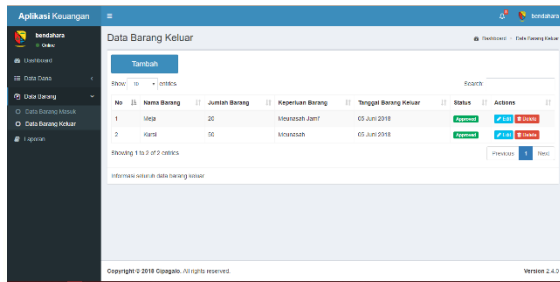 Aplikasi Keuangan
bendahara
bendahara
Online
Dashboard
Data Dana
Data Barang
Data Barang Masuk
Data Barang Keluar
Laporan
Data Barang Keluar
Dashboard Data Barang Keluar
Tambah
Show 10 entries
Search:
No Nama Barang Jumlah Barang Keperluan Barang Tanggal Barang Keluar Status Actions
1 Meja 20 Meunasah Jamf 05 Juni 2018 Approved Edit Delete
2 Kursi 50 Meunasah 05 Juni 2018 Approved Edit Delete
Showing 1 to 2 of 2 entries
Previous 1 Next
Informasi seluruh data barang keluar
Copyright © 2018 Cipagalo. All rights reserved.
Version 2.4.0